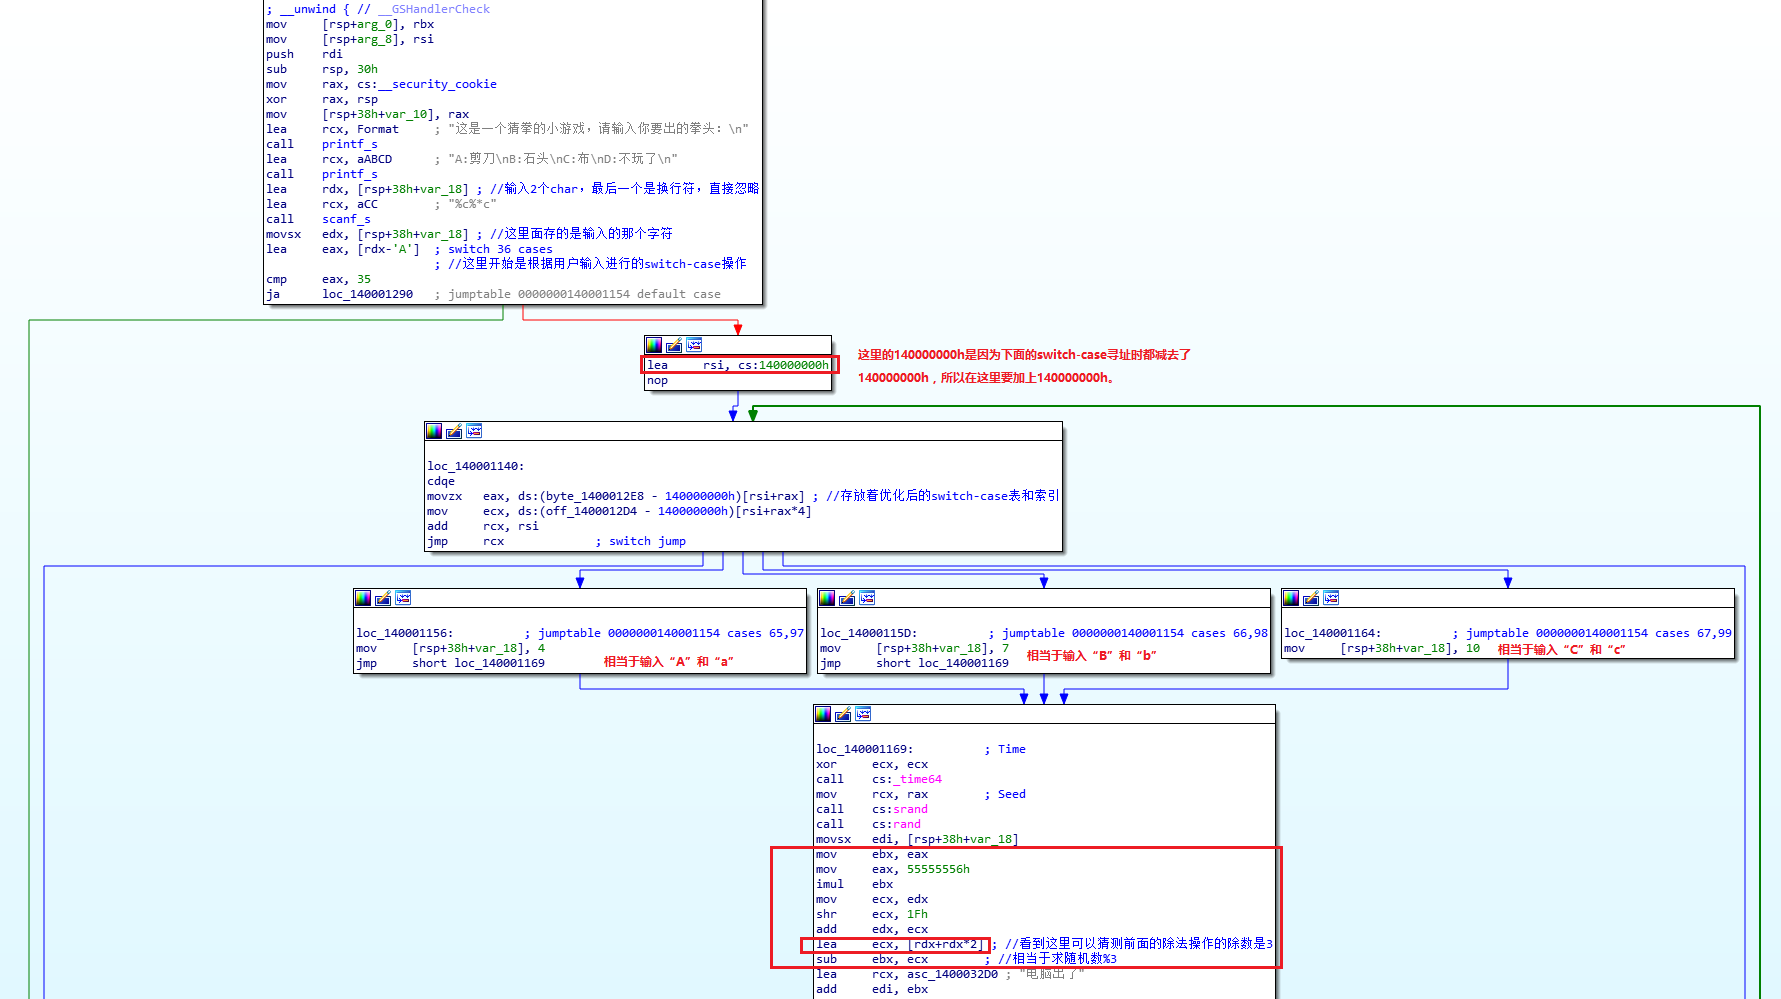 ; __unwind { // __GSHandlerCheck
mov [rsp+arg_0], rbx
mov [rsp+arg_8], rsi
push rdi
sub rsp, 30h
mov rax, cs:__security_cookie
xor rax, rsp
mov [rsp+38h+var_10], rax
lea rcx, Format ; "这是一个猜拳的小游戏，请输入你要出的拳头：\n"
call printf_s
lea rcx, aABCD ; "A:剪刀\nB:石头\nC:布\nD:不玩了\n"
call printf_s
lea rdx, [rsp+38h+var_18] ; //输入2个char，最后一个是换行符，直接忽略
lea rcx, aCC ; "%c%*c"
call scanf_s
movsx edx, [rsp+38h+var_18] ; //这里面存的是输入的那个字符
lea eax, [rdx-'A'] ; switch 36 cases
; //这里开始是根据用户输入进行的switch-case操作
cmp eax, 35
ja loc_140001290 ; jumptable 0000000140001154 default case
lea rsi, cs:140000000h
nop
这里的140000000h是因为下面的switch-case寻址时都减去了
140000000h，所以在这里要加上140000000h。
loc_140001140:
cdqe
movzx eax, ds:(byte_1400012E8 - 140000000h)[rsi+rax] ; //存放着优化后的switch-case表和索引
mov ecx, ds:(off_1400012D4 - 140000000h)[rsi+rax*4]
add rcx, rsi
jmp rcx ; switch jump
loc_140001156: ; jumptable 0000000140001154 cases 65,97
mov [rsp+38h+var_18], 4
jmp short loc_140001169 相当于输入“A”和“a”
loc_14000115D: ; jumptable 0000000140001154 cases 66,98
mov [rsp+38h+var_18], 7
jmp short loc_140001169 相当于输入“B”和“b”
loc_140001164: ; jumptable 0000000140001154 cases 67,99
mov [rsp+38h+var_18], 10 相当于输入“C”和“c”
loc_140001169: ; Time
xor ecx, ecx
call cs:_time64
mov rcx, rax ; Seed
call cs:srand
call cs:rand
movsx edi, [rsp+38h+var_18]
mov ebx, eax
mov eax, 55555556h
imul ebx
mov ecx, edx
shr ecx, 1Fh
add edx, ecx
lea ecx, [rdx+rdx*2] ; //看到这里可以猜测前面的除法操作的除数是3
sub ebx, ecx ; //相当于求随机数%3
lea rcx, asc_1400032D0 ; "电脑出了"
add edi, ebx